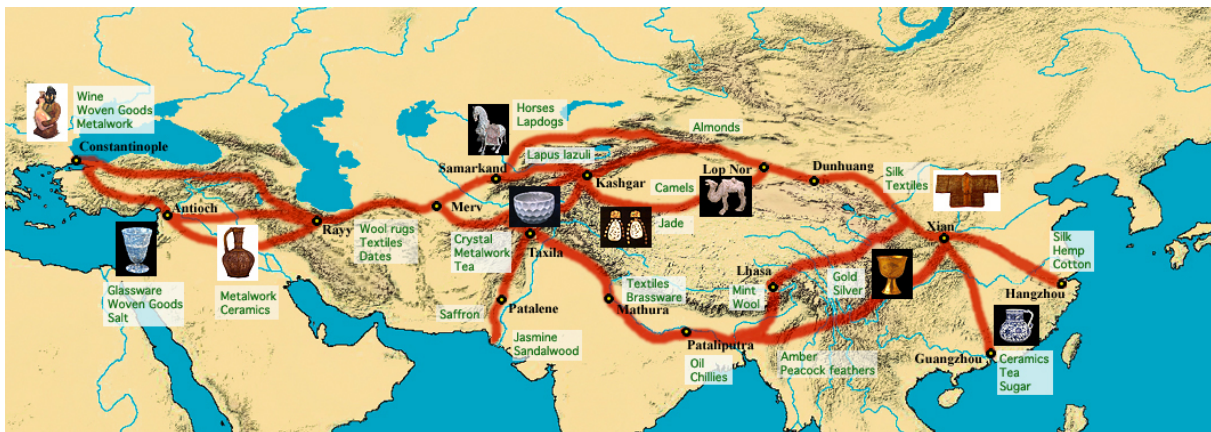 Wine
Woven Goods
Metalwork
Constantinople
Antioch
Glassware
Woven Goods
Salt
Metalwork
Ceramics
Rayy
Wool rugs
Textiles
Dates
Merv
Samarkand
Horses
Lapdogs
Lapus lazuli
Almonds
Kashgar
Crystal
Metalwork
Tea
Taxila
Saffron
Patalene
Jasmine
Sandalwood
Camels
Jade
Lop Nor
Dunhuang
Textiles
Brassware
Mathura
Pataliputra
Oil
Chillies
Lhasa
Mint
Wool
Gold
Silver
Amber
Peacock feathers
Silk
Textiles
Xian
Silk
Hemp
Cotton
Hangzhou
Guangzhou
Ceramics
Tea
Sugar